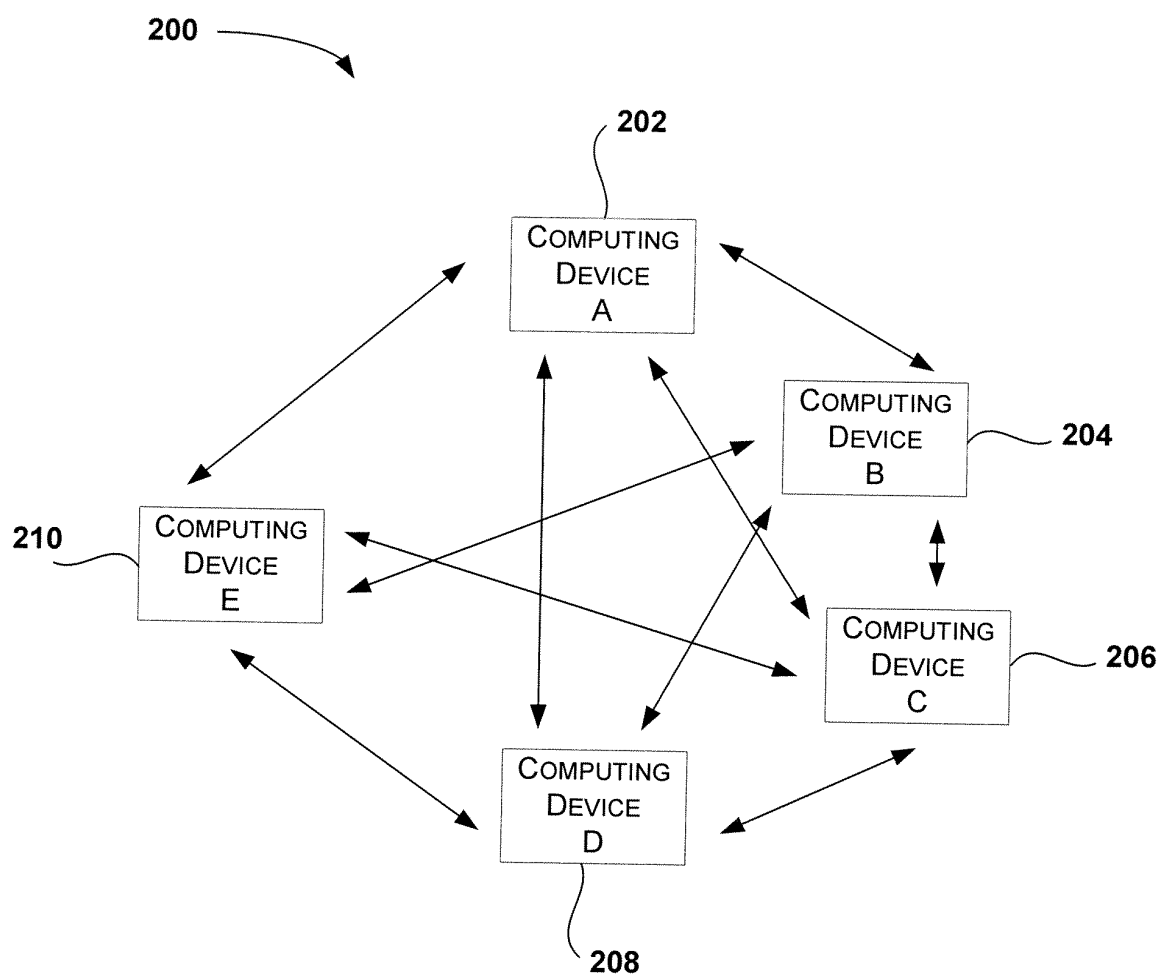 200
202
COMPUTING
DEVICE
A
COMPUTING
DEVICE
B
204
210
COMPUTING
DEVICE
E
COMPUTING
DEVICE
C
206
COMPUTING
DEVICE
D
208